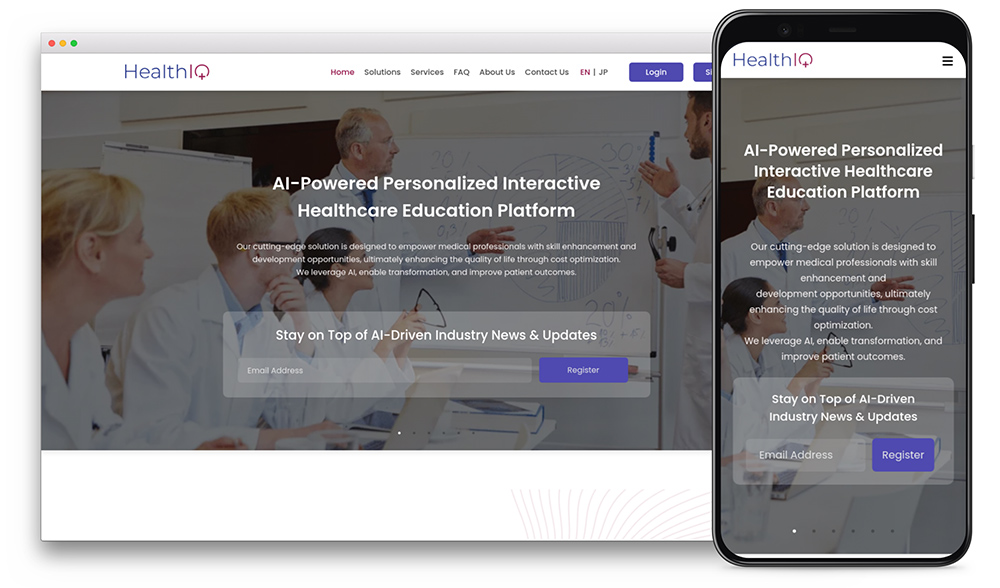 HealthIQ
Home Solutions Services FAQ About Us Contact Us EN | JP Login
AI-Powered Personalized Interactive
Healthcare Education Platform
Our cutting-edge solution is designed to empower medical professionals with skill enhancement and
development opportunities, ultimately enhancing the quality of life through cost optimization.
We leverage AI, enable transformation, and improve patient outcomes.
Stay on Top of AI-Driven Industry News & Updates
Email Address Register
HealthIQ
AI-Powered Personalized
Interactive Healthcare
Education Platform
Our cutting-edge solution is designed to
empower medical professionals with skill
enhancement and
development opportunities, ultimately
enhancing the quality of life through cost
optimization.
We leverage AI, enable transformation, and
improve patient outcomes.
Stay on Top of AI-Driven
Industry News & Updates
Email Address Register